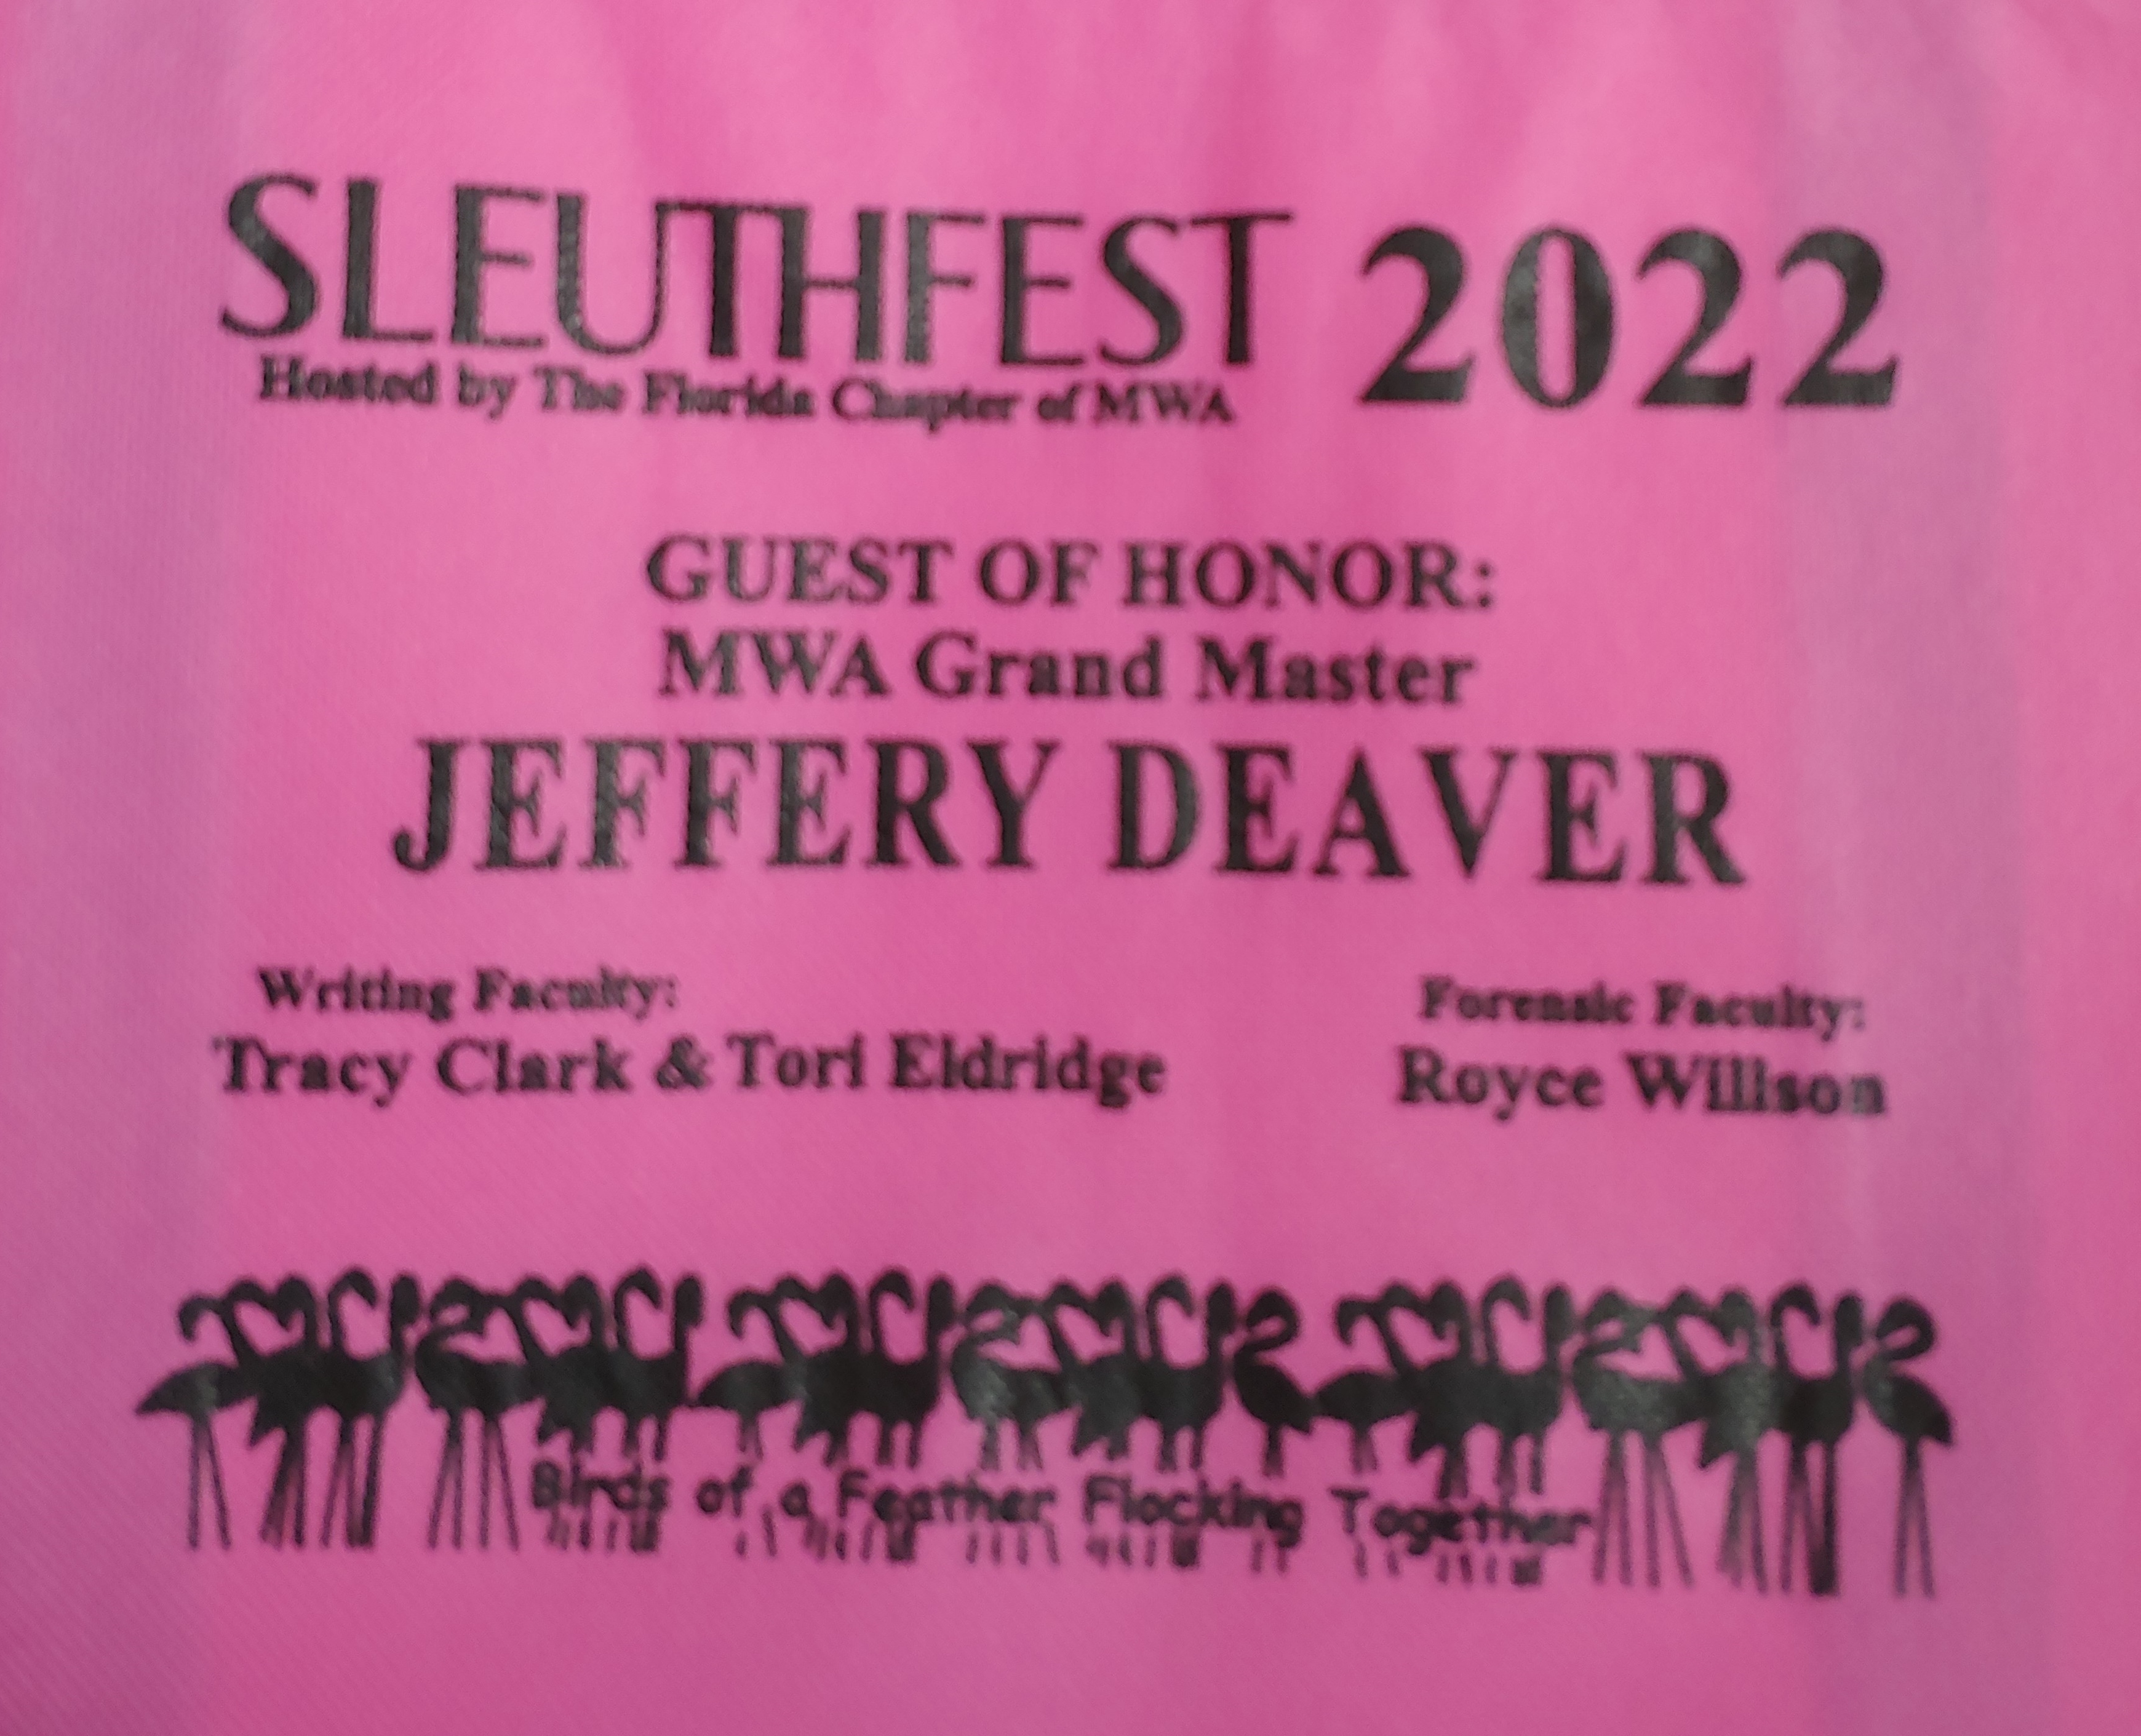 SLEUTHFEST 2022
Hosted by The Florida Chapter of MWA
GUEST OF HONOR:
MWA Grand Master
JEFFERY DEAVER
Writing Faculty:
Tracy Clark & Tori Eldridge
Forensic Faculty:
Royce Willson
Birds of a Feather Flocking Together